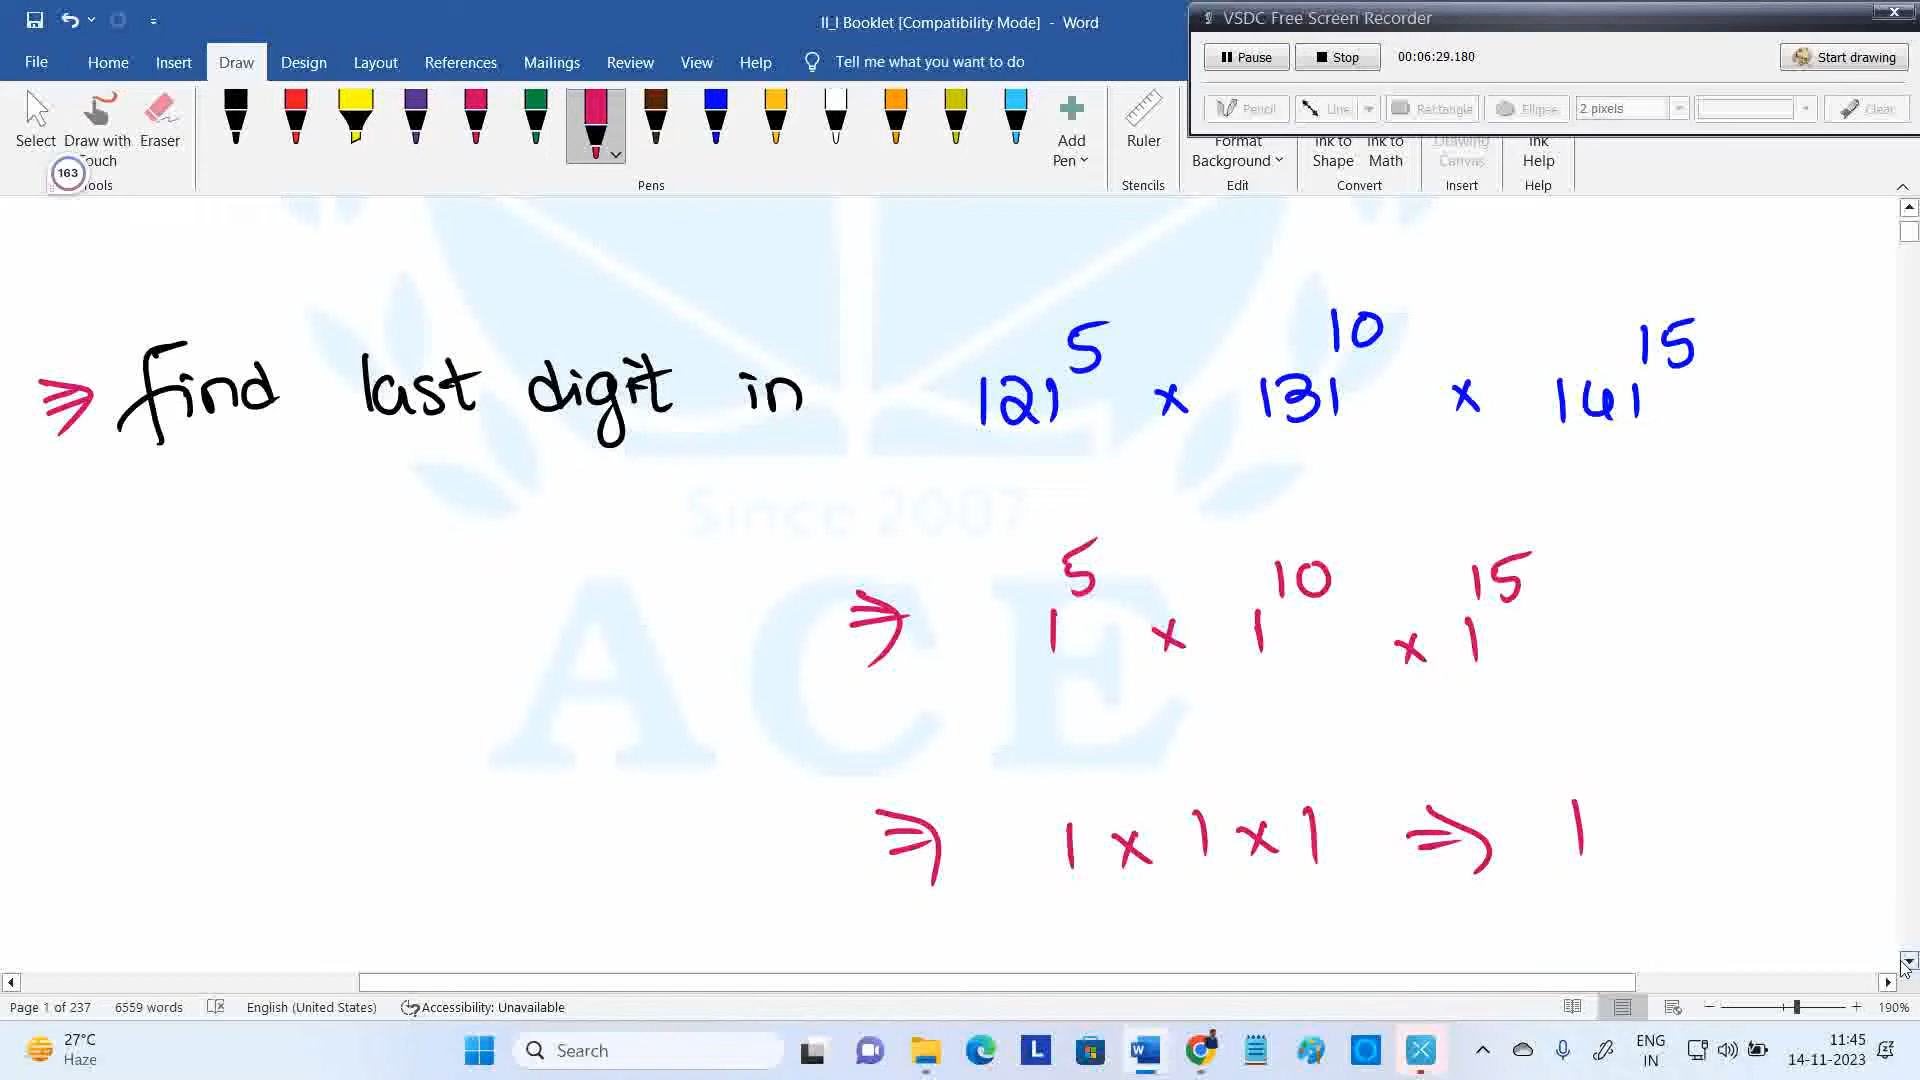 II_I Booklet [Compatibility Mode] - Word
VSDC Free Screen Recorder
Pause Stop 00:06:29.180 Start drawing
Pencil Line Rectangle Ellipse 2 pixels Clear
File Home Insert Draw Design Layout References Mailings Review View Help Tell me what you want to do
Select Draw with Touch Eraser Add Pen Ruler Format Background Ink to Shape Ink to Math Drawing Canvas Ink Help
163
Tools Pens Stencils Edit Convert Insert Help
⇒ find last digit in 121^5 × 131^10 × 141^15
Since 2007
⇒ 1^5 × 1^10 × 1^15
ACE
⇒ 1 × 1 × 1 ⇒ 1
Page 1 of 237 6559 words English (United States) Accessibility: Unavailable 190%
27°C
Haze
Search
ENG
IN
11:45
14-11-2023